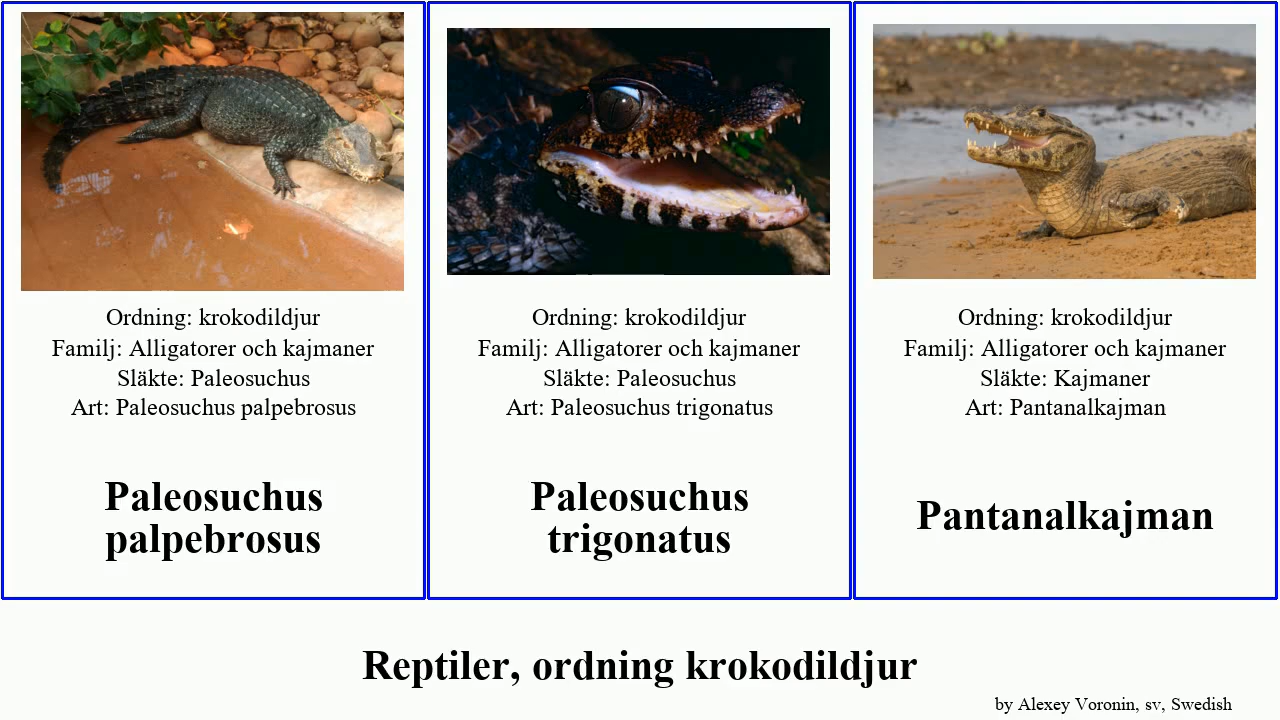 Ordning: krokodildjur
Familj: Alligatorer och kajmaner
Släkte: Paleosuchus
Art: Paleosuchus palpebrosus
Paleosuchus
palpebrosus
Ordning: krokodildjur
Familj: Alligatorer och kajmaner
Släkte: Paleosuchus
Art: Paleosuchus trigonatus
Paleosuchus
trigonatus
Ordning: krokodildjur
Familj: Alligatorer och kajmaner
Släkte: Kajmaner
Art: Pantanalkajman
Pantanalkajman
Reptiler, ordning krokodildjur
by Alexey Voronin, sv, Swedish